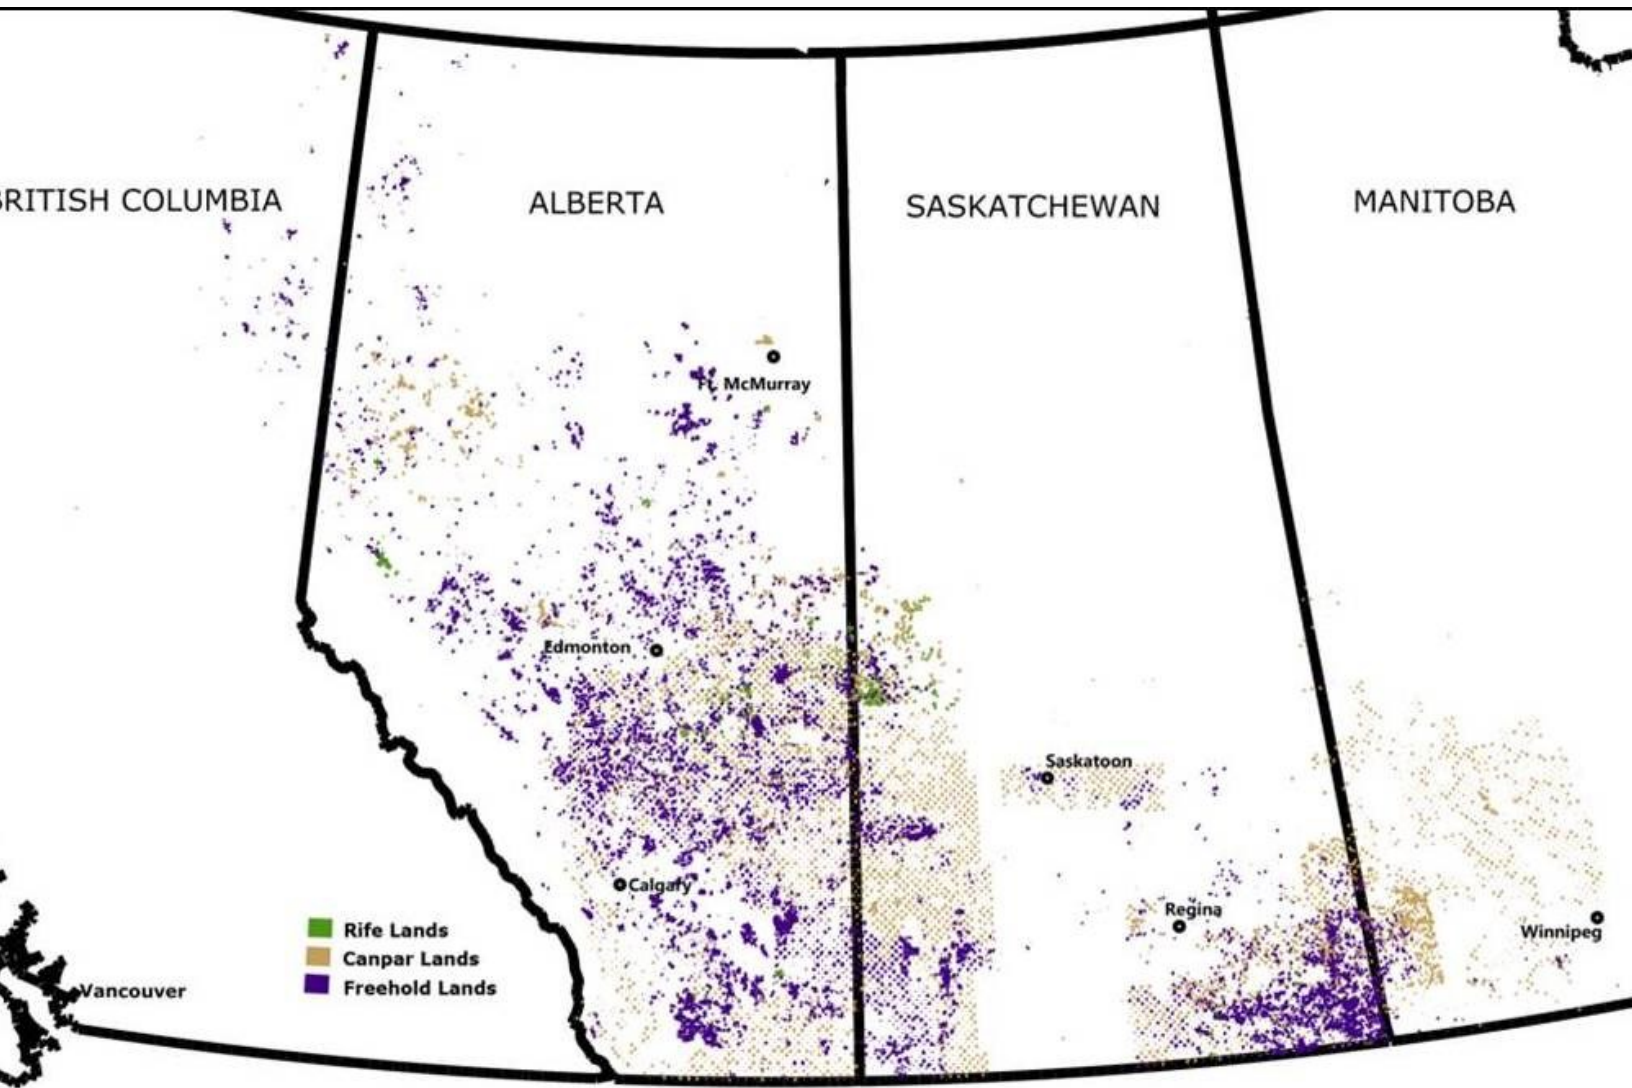 BRITISH COLUMBIA
ALBERTA
SASKATCHEWAN
MANITOBA
Ft. McMurray
Edmonton
Saskatoon
Calgary
Regina
Winnipeg
Rife Lands
Canpar Lands
Freehold Lands
Vancouver